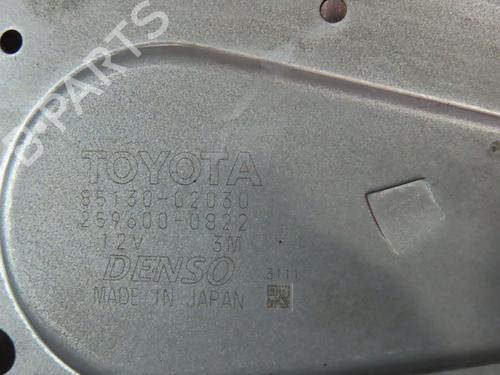 B-PARTS
TOYOTA
85130-02030
259600-0822
12V 3M
DENSO 3111
MADE IN JAPAN